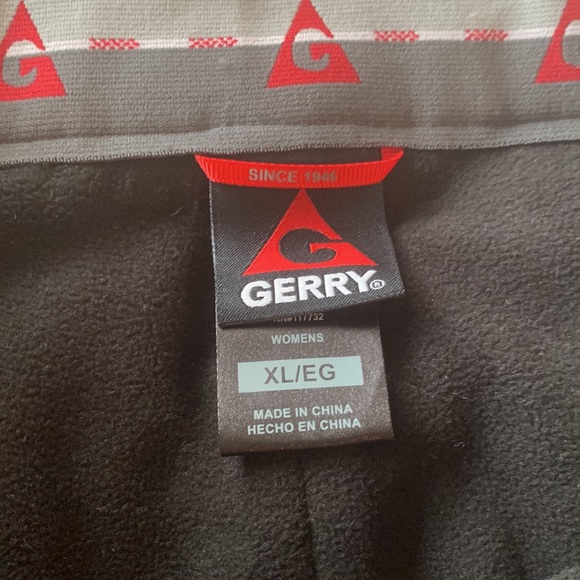 G G G
SINCE 1946
G
GERRY®
WOMENS
XL/EG
MADE IN CHINA
HECHO EN CHINA